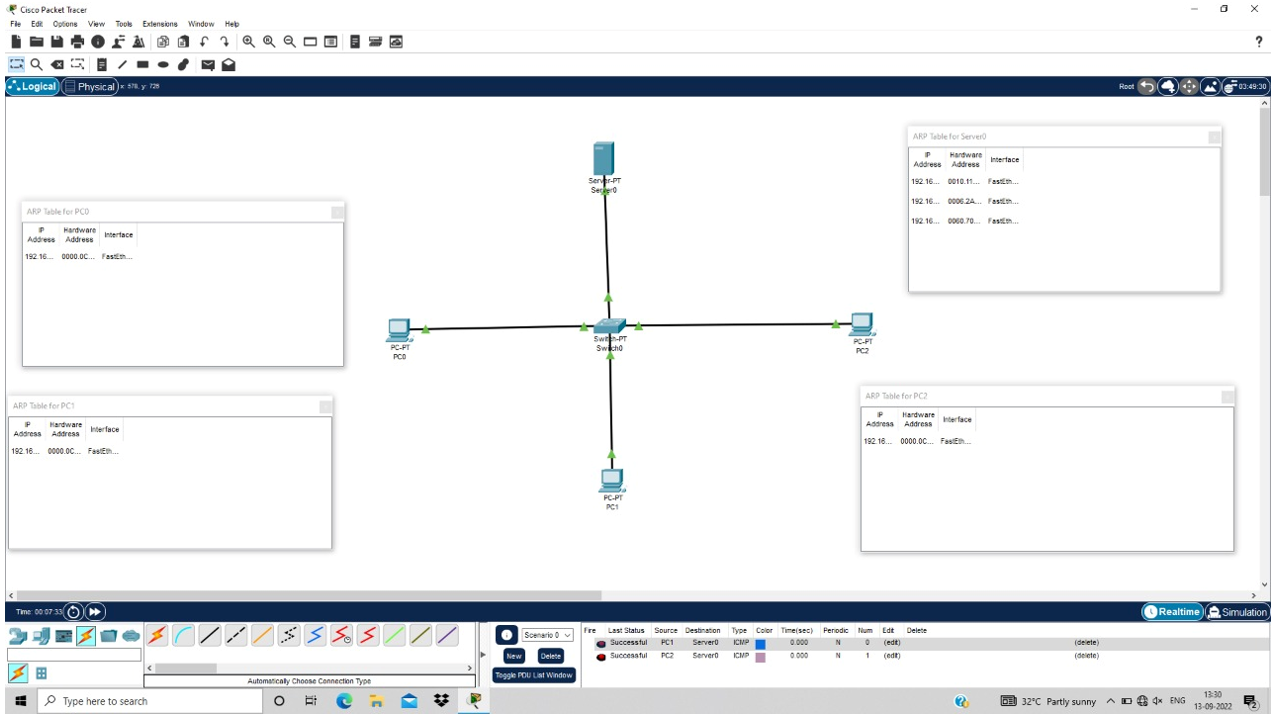 Cisco Packet Tracer
File Edit Options View Tools Extensions Window Help
Logical Physical x: 578, y: 725 Root 03:49:30
ARP Table for Server0
IP Address Hardware Address Interface
192.16... 0010.11... FastEth...
192.16... 0006.2A... FastEth...
192.16... 0060.70... FastEth...
Server-PT
Server0
ARP Table for PC0
IP Address Hardware Address Interface
192.16... 0000.0C... FastEth...
PC-PT
PC0
Switch-PT
Switch0
PC-PT
PC2
ARP Table for PC1
IP Address Hardware Address Interface
192.16... 0000.0C... FastEth...
ARP Table for PC2
IP Address Hardware Address Interface
192.16... 0000.0C... FastEth...
PC-PT
PC1
Time: 00:07:33 Realtime Simulation
Scenario 0
New Delete
Toggle PDU List Window
Automatically Choose Connection Type
Fire Last Status Source Destination Type Color Time(sec) Periodic Num Edit Delete
Successful PC1 Server0 ICMP 0.000 N 0 (edit) (delete)
Successful PC2 Server0 ICMP 0.000 N 1 (edit) (delete)
Type here to search
32°C Partly sunny ENG 13:30
13-09-2022 2